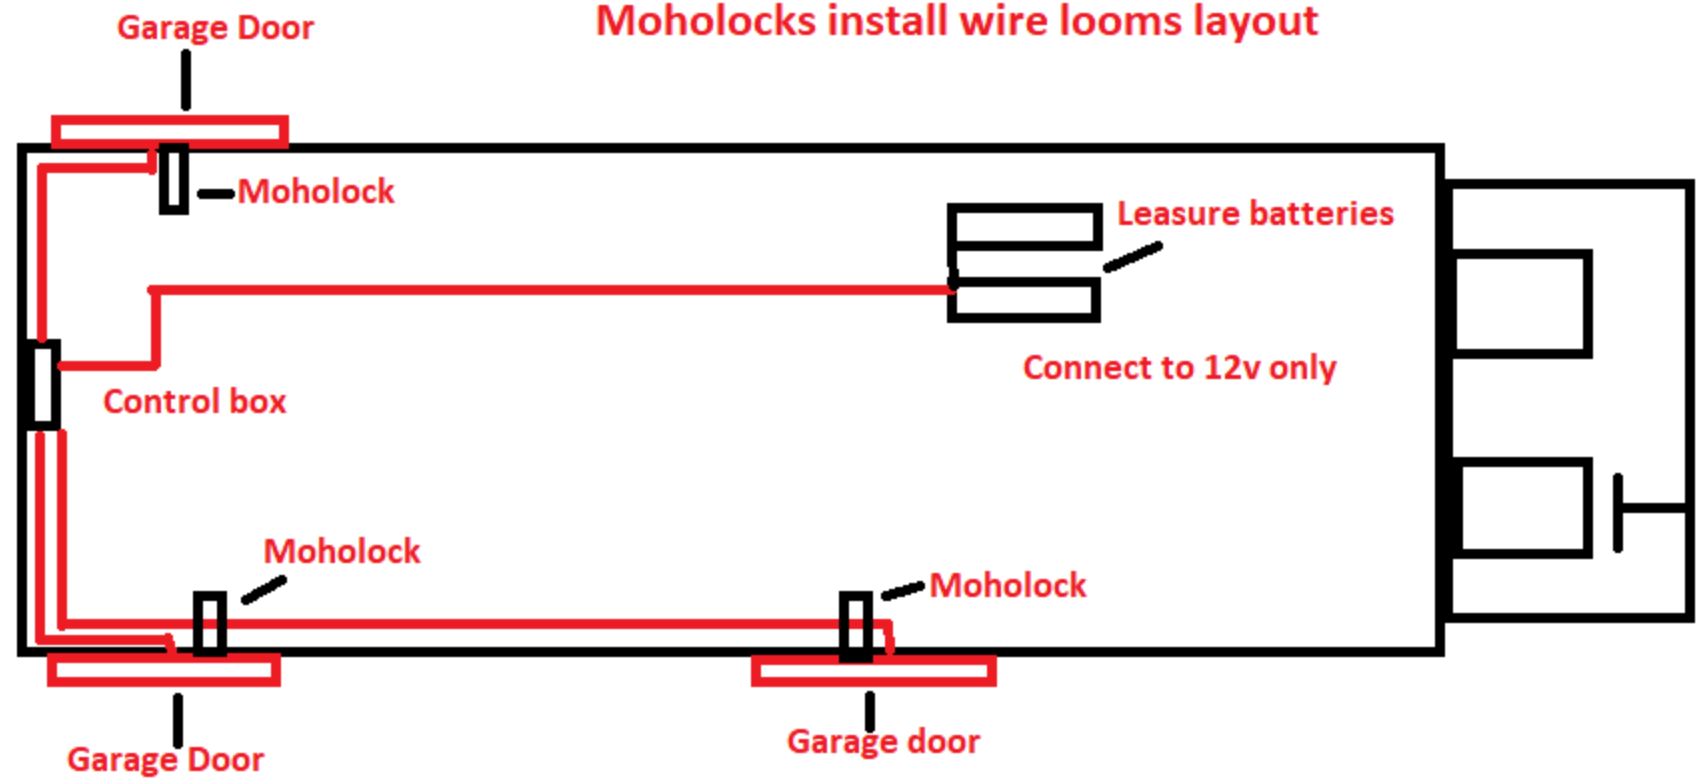 Moholocks install wire looms layout
Garage Door
Moholock
Leasure batteries
Connect to 12v only
Control box
Moholock
Moholock
Garage door
Garage Door